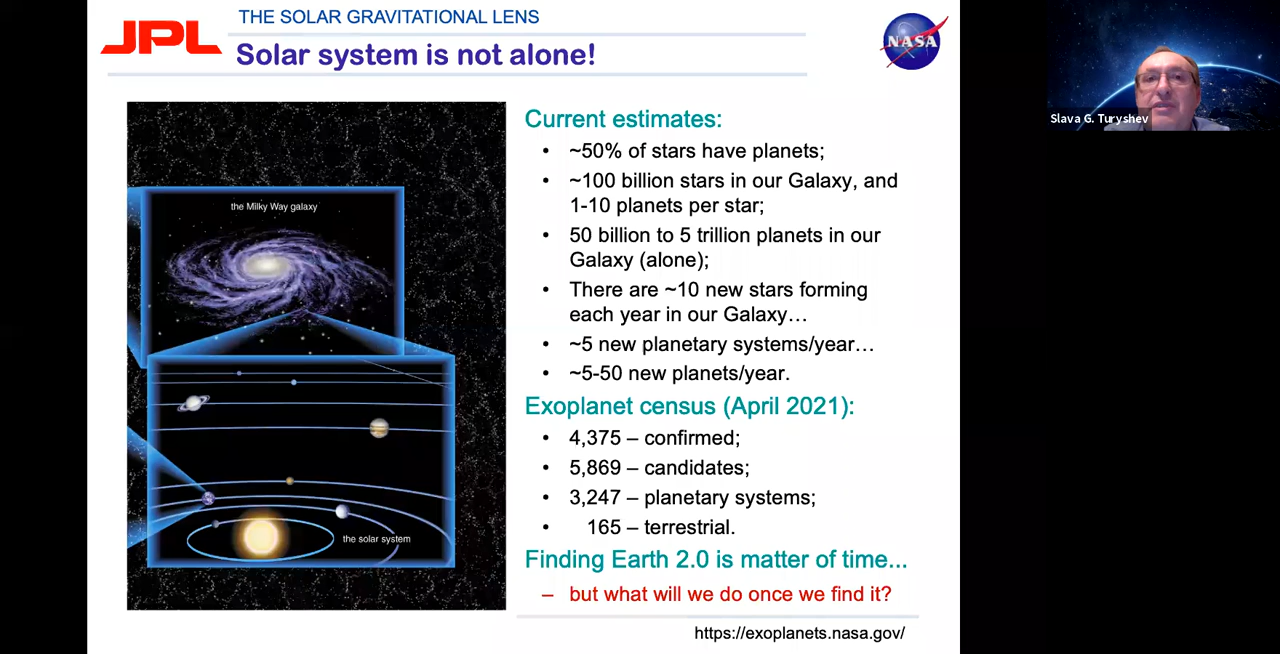 JPL
THE SOLAR GRAVITATIONAL LENS
Solar system is not alone!
NASA
Slava G. Turyshev
the Milky Way galaxy
the solar system
Current estimates:
• ~50% of stars have planets;
• ~100 billion stars in our Galaxy, and
1-10 planets per star;
• 50 billion to 5 trillion planets in our
Galaxy (alone);
• There are ~10 new stars forming
each year in our Galaxy…
• ~5 new planetary systems/year…
• ~5-50 new planets/year.
Exoplanet census (April 2021):
• 4,375 – confirmed;
• 5,869 – candidates;
• 3,247 – planetary systems;
• 165 – terrestrial.
Finding Earth 2.0 is matter of time...
– but what will we do once we find it?
https://exoplanets.nasa.gov/